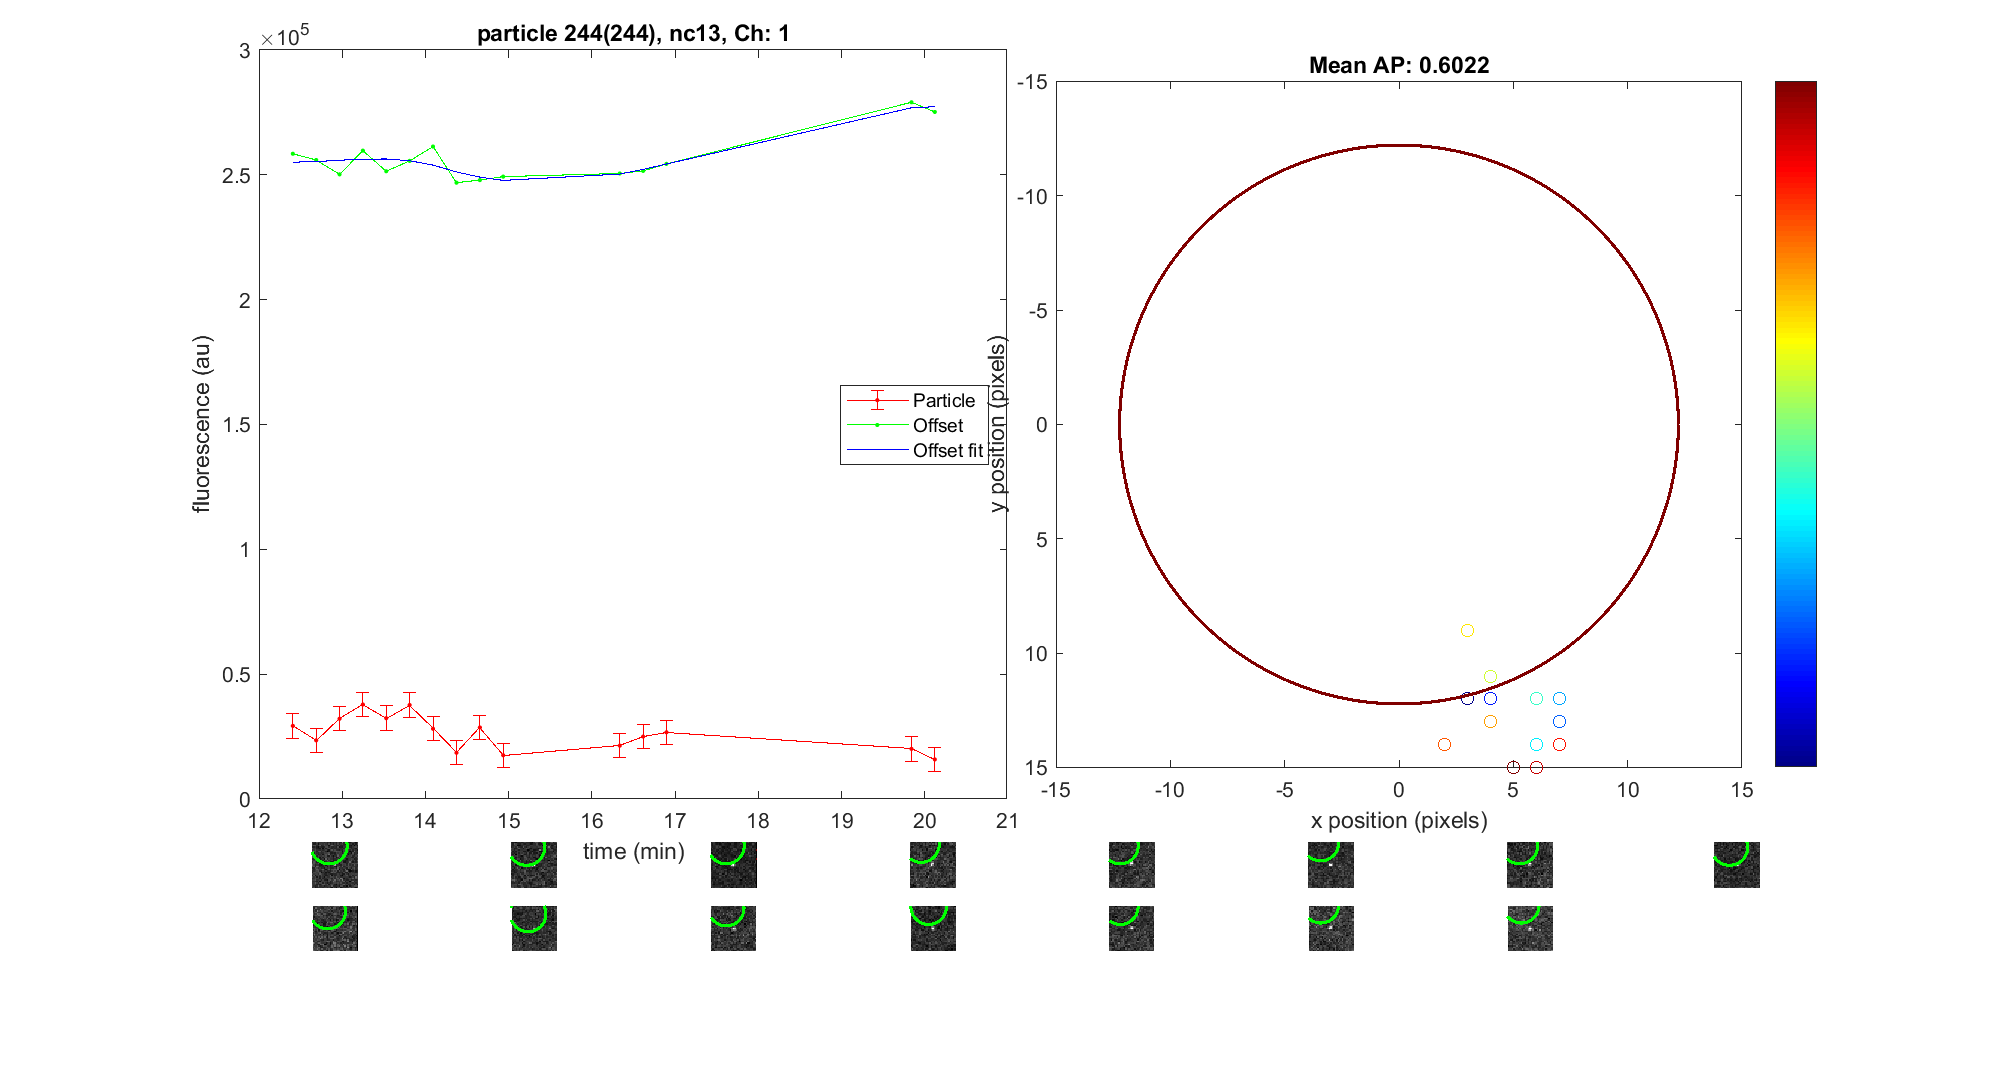 particle 244(244), nc13, Ch: 1
×10⁵
3
2.5
2
1.5
1
0.5
0
fluorescence (au)
12 13 14 15 16 17 18 19 20 21
time (min)
Particle
Offset
Offset fit
Mean AP: 0.6022
-15
-10
-5
0
5
10
15
y position (pixels)
-15 -10 -5 0 5 10 15
x position (pixels)